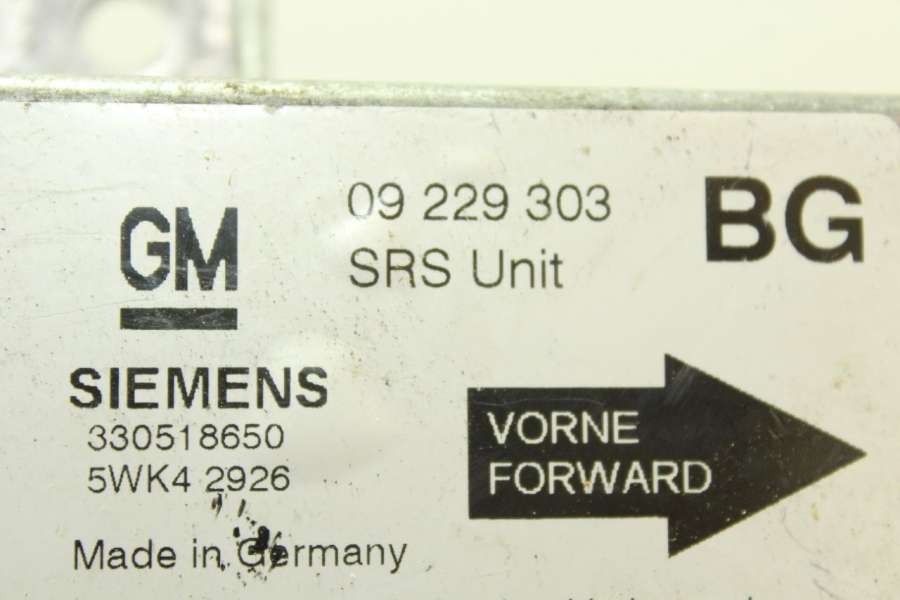 GM
09 229 303
SRS Unit
BG
SIEMENS
330518650
5WK4 2926
Made in Germany
VORNE
FORWARD